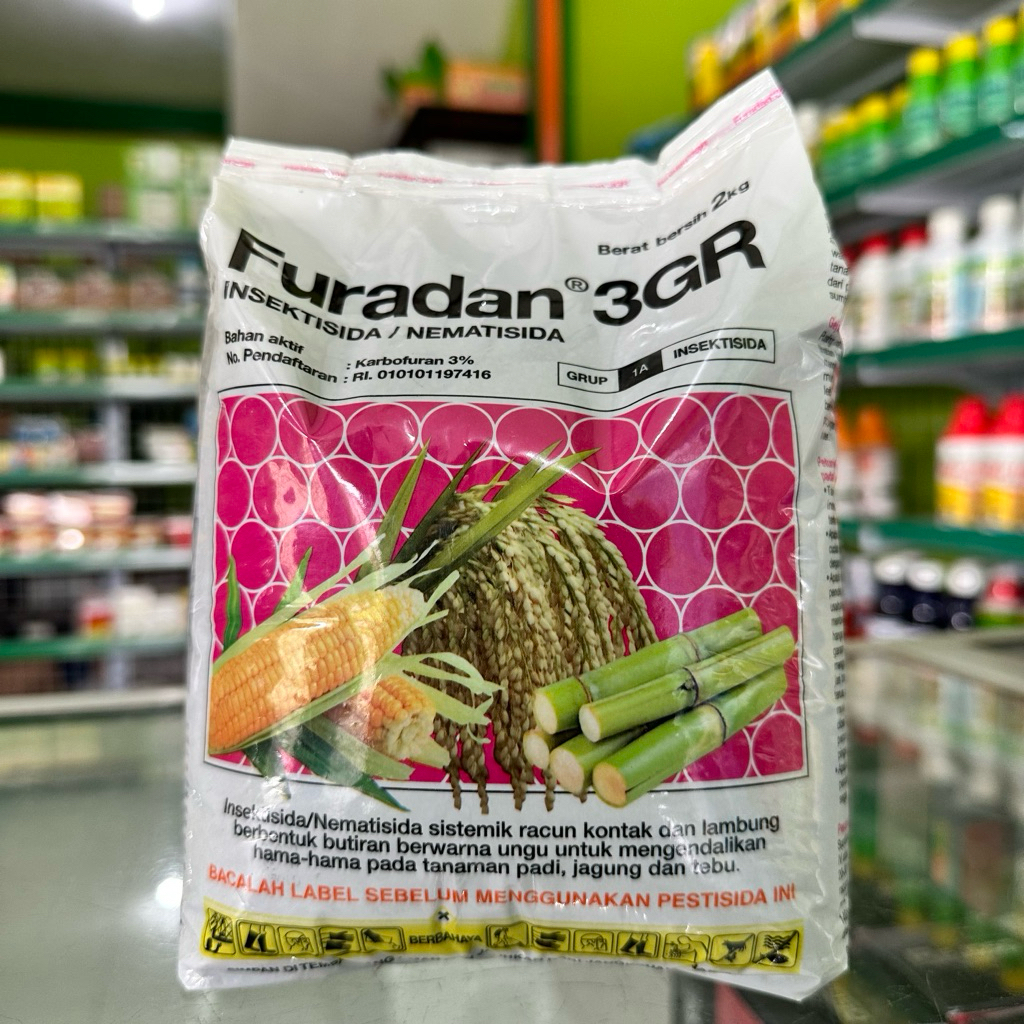 Berat bersih 2kg
Furadan® 3GR
INSEKTISIDA / NEMATISIDA
Bahan aktif : Karbofuran 3%
No. Pendaftaran : RI. 010101197416
GRUP 1A INSEKTISIDA
Insektisida/Nematisida sistemik racun kontak dan lambung
berbentuk butiran berwarna ungu untuk mengendalikan
hama-hama pada tanaman padi, jagung dan tebu.
BACALAH LABEL SEBELUM MENGGUNAKAN PESTISIDA INI
BERBAHAYA